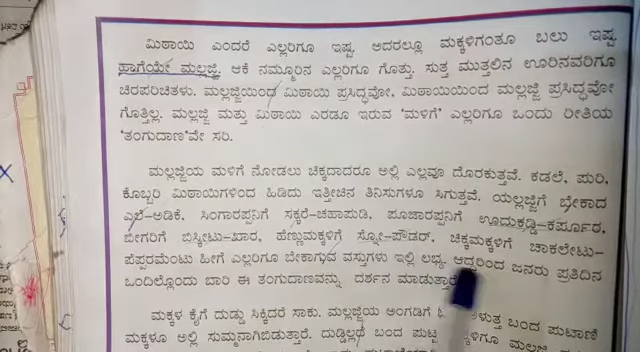 ಮಿಠಾಯಿ ಎಂದರೆ ಎಲ್ಲರಿಗೂ ಇಷ್ಟ ಅದರಲ್ಲೂ ಮಕ್ಕಳಿಗಂತೂ ಬಲು ಇಷ್ಟ
ಹಾಗೆಯೇ ಮಲ್ಲಜ್ಜಿ. ಆಕೆ ನಮ್ಮೂರಿನ ಎಲ್ಲರಿಗೂ ಗೊತ್ತು. ಸುತ್ತ ಮುತ್ತಲಿನ ಊರಿನವರಿಗೂ
ಚಿರಪರಿಚಿತಳು. ಮಲ್ಲಜ್ಜಿಯಿಂದ ಮಿಠಾಯಿ ಪ್ರಸಿದ್ಧವೋ, ಮಿಠಾಯಿಯಿಂದ ಮಲ್ಲಜ್ಜಿ ಪ್ರಸಿದ್ಧವೋ
ಗೊತ್ತಿಲ್ಲ. ಮಲ್ಲಜ್ಜಿ ಮತ್ತು ಮಿಠಾಯಿ ಎರಡೂ ಇರುವ 'ಮಳಿಗೆ' ಎಲ್ಲರಿಗೂ ಒಂದು ರೀತಿಯ
'ತಂಗುದಾಣ'ವೇ ಸರಿ.
ಮಲ್ಲಜ್ಜಿಯ ಮಳಿಗೆ ನೋಡಲು ಚಿಕ್ಕದಾದರೂ ಅಲ್ಲಿ ಎಲ್ಲವೂ ದೊರಕುತ್ತವೆ. ಕಡಲೆ, ಪುರಿ,
ಕೊಬ್ಬರಿ ಮಿಠಾಯಿಗಳಿಂದ ಹಿಡಿದು ಇತ್ತೀಚಿನ ತಿನಿಸುಗಳೂ ಸಿಗುತ್ತವೆ. ಯಲ್ಲಜ್ಜಿಗೆ ಬೇಕಾದ
ಎಲೆ-ಅಡಿಕೆ, ಸಿಂಗಾರಪ್ಪನಿಗೆ ಸಕ್ಕರೆ-ಚಹಾಪುಡಿ, ಪೂಜಾರಪ್ಪನಿಗೆ ಊದುಕಡ್ಡಿ-ಕರ್ಪೂರ,
ಬೀಗರಿಗೆ ಬಿಸ್ಕೀಟು-ಖಾರ, ಹೆಣ್ಣುಮಕ್ಕಳಿಗೆ ಸ್ನೋ-ಪೌಡರ್, ಚಿಕ್ಕಮಕ್ಕಳಿಗೆ ಚಾಕಲೇಟು-
ಪೆಪ್ಪರಮೆಂಟು ಹೀಗೆ ಎಲ್ಲರಿಗೂ ಬೇಕಾಗುವ ವಸ್ತುಗಳು ಇಲ್ಲಿ ಲಭ್ಯ. ಆದ್ದರಿಂದ ಜನರು ಪ್ರತಿದಿನ
ಒಂದಿಲ್ಲೊಂದು ಬಾರಿ ಈ ತಂಗುದಾಣವನ್ನು ದರ್ಶನ ಮಾಡುತ್ತಾರೆ
ಮಕ್ಕಳ ಕೈಗೆ ದುಡ್ಡು ಸಿಕ್ಕಿದರೆ ಸಾಕು. ಮಲ್ಲಜ್ಜಿಯ ಅಂಗಡಿಗೆ ಬಂದ ಪುಟಾಣಿ
ಮಕ್ಕಳೂ ಅಲ್ಲಿ ಸುಮ್ಮನಾಗಿಬಿಡುತ್ತಾರೆ. ದುಡ್ಡಿಲ್ಲದೆ ಬಂದ ಪುಟ್ಟ